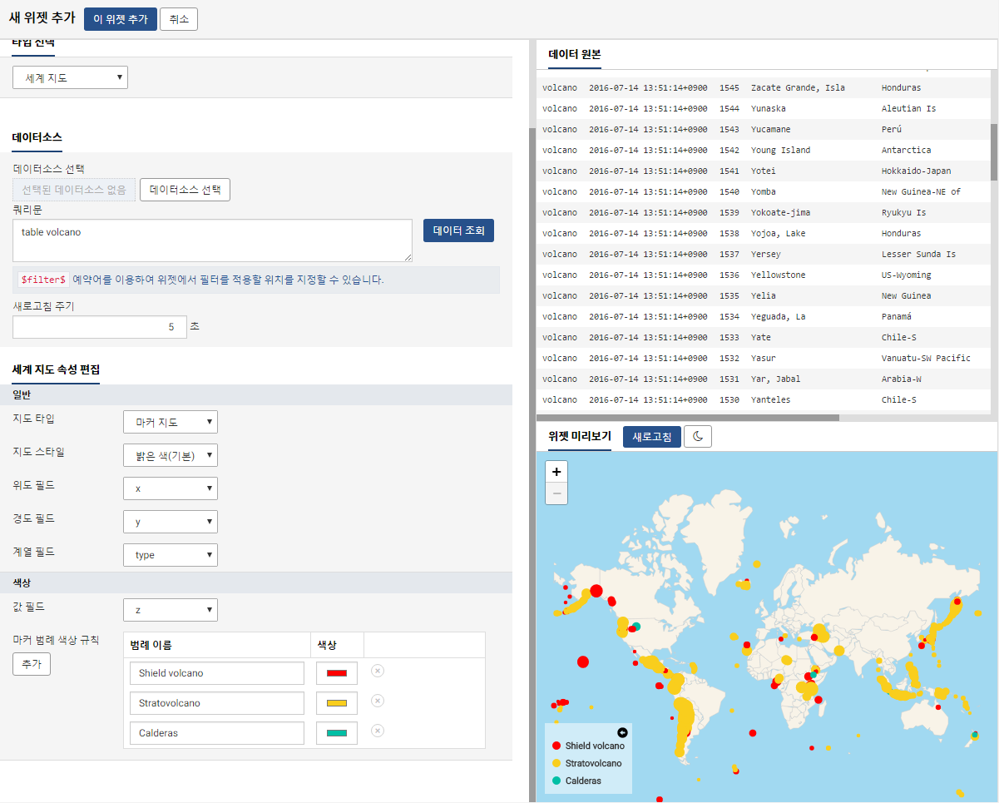 새 위젯 추가 이 위젯 추가 취소
타입 선택
세계 지도
데이터소스
데이터소스 선택
선택된 데이터소스 없음 데이터소스 선택
쿼리문
table volcano
데이터 조회
$filter$ 예약어를 이용하여 위젯에서 필터를 적용할 위치를 지정할 수 있습니다.
새로고침 주기
5 초
세계 지도 속성 편집
일반
지도 타입 마커 지도
지도 스타일 밝은 색(기본)
위도 필드 x
경도 필드 y
계열 필드 type
색상
값 필드 z
마커 범례 색상 규칙
추가
범례 이름 색상
Shield volcano
Stratovolcano
Calderas
데이터 원본
volcano 2016-07-14 13:51:14+0900 1545 Zacate Grande, Isla Honduras
volcano 2016-07-14 13:51:14+0900 1544 Yunaska Aleutian Is
volcano 2016-07-14 13:51:14+0900 1543 Yucamane Perú
volcano 2016-07-14 13:51:14+0900 1542 Young Island Antarctica
volcano 2016-07-14 13:51:14+0900 1541 Yotei Hokkaido-Japan
volcano 2016-07-14 13:51:14+0900 1540 Yomba New Guinea-NE of
volcano 2016-07-14 13:51:14+0900 1539 Yokoate-jima Ryukyu Is
volcano 2016-07-14 13:51:14+0900 1538 Yojoa, Lake Honduras
volcano 2016-07-14 13:51:14+0900 1537 Yersey Lesser Sunda Is
volcano 2016-07-14 13:51:14+0900 1536 Yellowstone US-Wyoming
volcano 2016-07-14 13:51:14+0900 1535 Yelia New Guinea
volcano 2016-07-14 13:51:14+0900 1534 Yeguada, La Panamá
volcano 2016-07-14 13:51:14+0900 1533 Yate Chile-S
volcano 2016-07-14 13:51:14+0900 1532 Yasur Vanuatu-SW Pacific
volcano 2016-07-14 13:51:14+0900 1531 Yar, Jabal Arabia-W
volcano 2016-07-14 13:51:14+0900 1530 Yanteles Chile-S
위젯 미리보기 새로고침
+
−
Shield volcano
Stratovolcano
Calderas